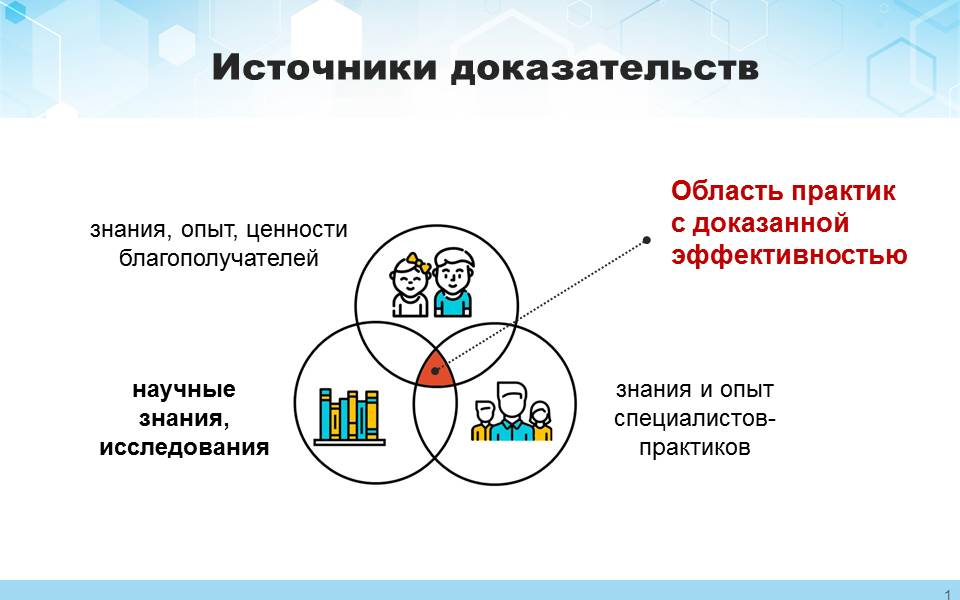 Источники доказательств
Область практик
с доказанной
эффективностью
знания, опыт, ценности
благополучателей
научные
знания,
исследования
знания и опыт
специалистов-
практиков
1